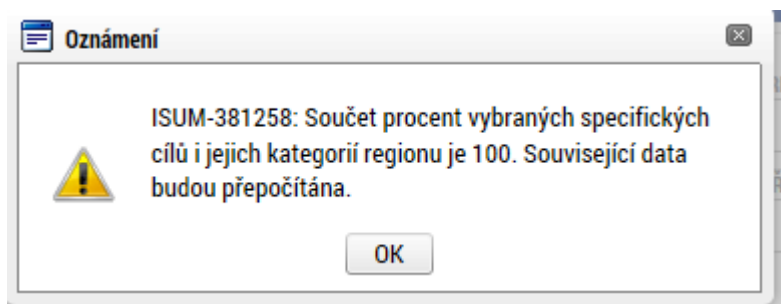 Oznámení
ISUM-381258: Součet procent vybraných specifických
cílů i jejich kategorií regionu je 100. Související data
budou přepočítána.
OK